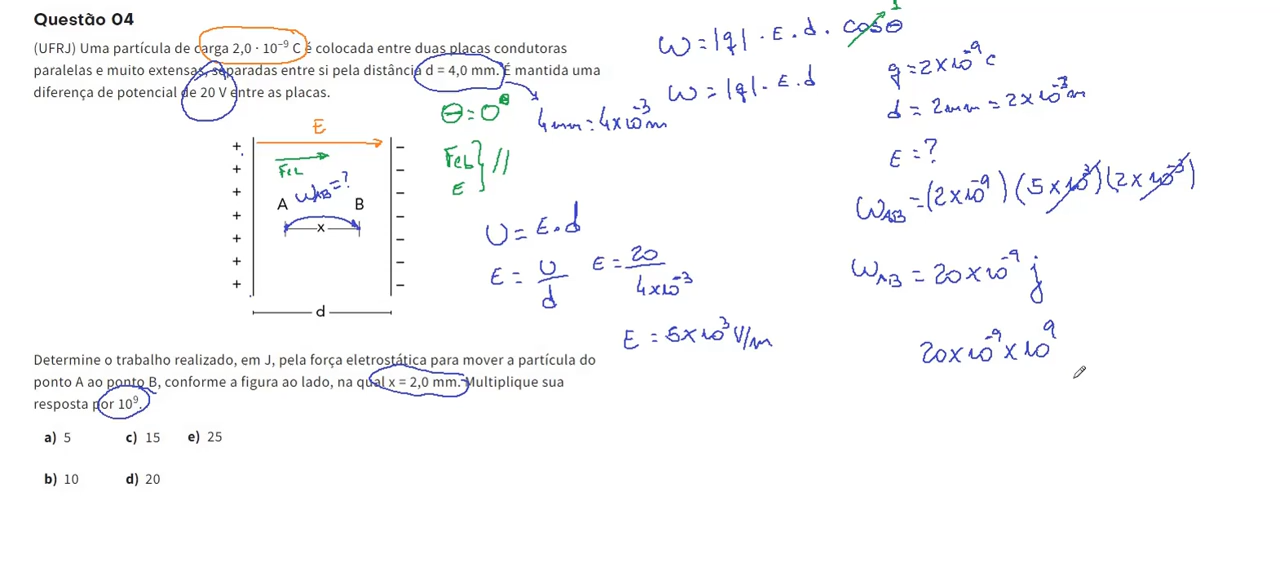 Questão 04
(UFRJ) Uma partícula de carga 2,0 · 10⁻⁹ C é colocada entre duas placas condutoras
paralelas e muito extensas, separadas entre si pela distância d = 4,0 mm. É mantida uma
diferença de potencial de 20 V entre as placas.
E
+ −
+ −
+ −
+ −
+ −
+ −
+ −
Fel
WAB=?
A B
x
d
θ=0°
Fel
E
} //
4mm=4x10⁻³m
U=E.d
E = U/d
E = 20/4x10⁻³
E = 5x10³ V/m
W=|q|.E.d.cosθ
1
W=|q|.E.d
q=2x10⁻⁹c
d=2mm=2x10⁻³m
E=?
WAB=(2x10⁻⁹)(5x10³)(2x10⁻³)
WAB=20x10⁻⁹ j
20x10⁻⁹x10⁹
Determine o trabalho realizado, em J, pela força eletrostática para mover a partícula do
ponto A ao ponto B, conforme a figura ao lado, na qual x = 2,0 mm. Multiplique sua
resposta por 10⁹.
a) 5 c) 15 e) 25
b) 10 d) 20